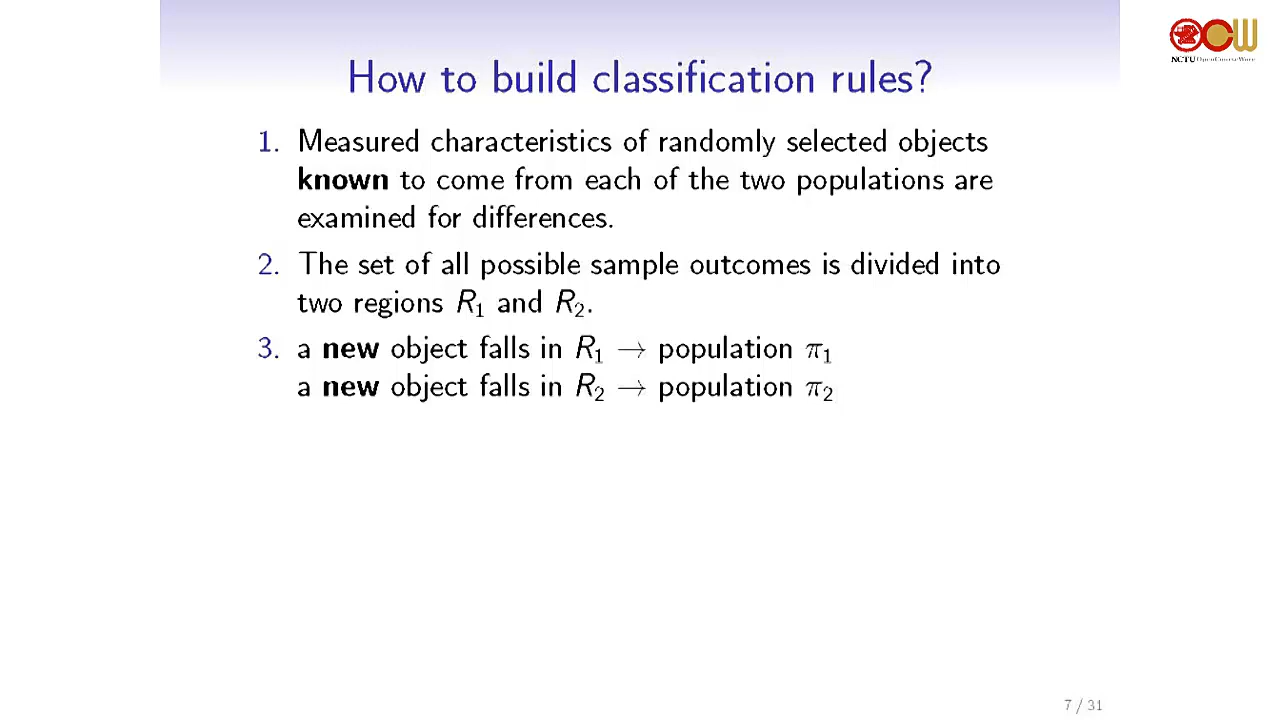 How to build classification rules?
1. Measured characteristics of randomly selected objects
known to come from each of the two populations are
examined for differences.
2. The set of all possible sample outcomes is divided into
two regions R₁ and R₂.
3. a new object falls in R₁ → population π₁
a new object falls in R₂ → population π₂
NCTU OpenCourseWare
7 / 31